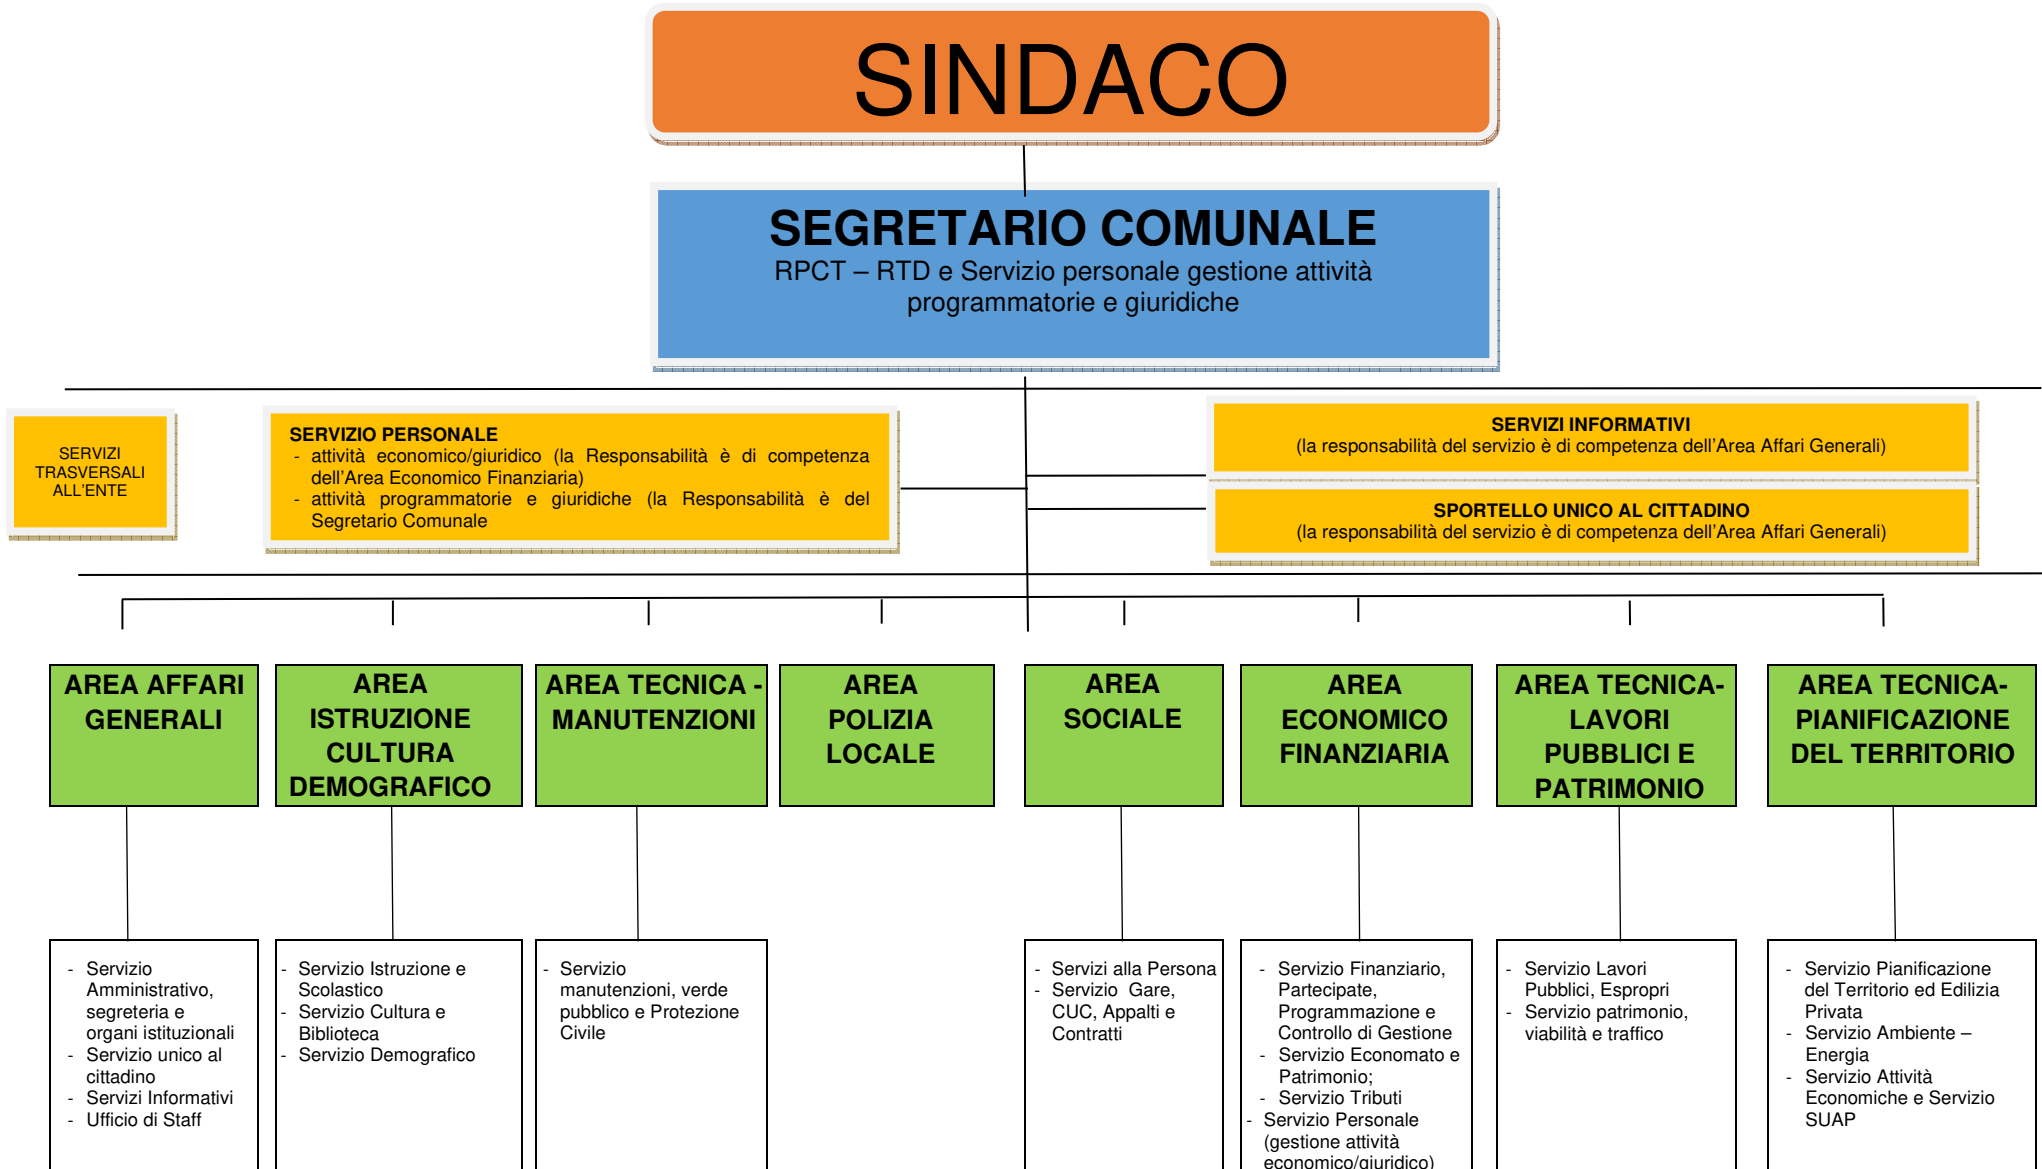 SINDACO
SEGRETARIO COMUNALE
RPCT – RTD e Servizio personale gestione attività
programmatorie e giuridiche
SERVIZI
TRASVERSALI
ALL'ENTE
SERVIZIO PERSONALE
- attività economico/giuridico (la Responsabilità è di competenza
dell'Area Economico Finanziaria)
- attività programmatorie e giuridiche (la Responsabilità è del
Segretario Comunale
SERVIZI INFORMATIVI
(la responsabilità del servizio è di competenza dell'Area Affari Generali)
SPORTELLO UNICO AL CITTADINO
(la responsabilità del servizio è di competenza dell'Area Affari Generali)
AREA AFFARI
GENERALI
AREA
ISTRUZIONE
CULTURA
DEMOGRAFICO
AREA TECNICA -
MANUTENZIONI
AREA
POLIZIA
LOCALE
AREA
SOCIALE
AREA
ECONOMICO
FINANZIARIA
AREA TECNICA-
LAVORI
PUBBLICI E
PATRIMONIO
AREA TECNICA-
PIANIFICAZIONE
DEL TERRITORIO
- Servizio
Amministrativo,
segreteria e
organi istituzionali
- Servizio unico al
cittadino
- Servizi Informativi
- Ufficio di Staff
- Servizio Istruzione e
Scolastico
- Servizio Cultura e
Biblioteca
- Servizio Demografico
- Servizio
manutenzioni, verde
pubblico e Protezione
Civile
- Servizi alla Persona
- Servizio Gare,
CUC, Appalti e
Contratti
- Servizio Finanziario,
Partecipate,
Programmazione e
Controllo di Gestione
- Servizio Economato e
Patrimonio;
- Servizio Tributi
- Servizio Personale
(gestione attività
economico/giuridico)
- Servizio Lavori
Pubblici, Espropri
- Servizio patrimonio,
viabilità e traffico
- Servizio Pianificazione
del Territorio ed Edilizia
Privata
- Servizio Ambiente –
Energia
- Servizio Attività
Economiche e Servizio
SUAP